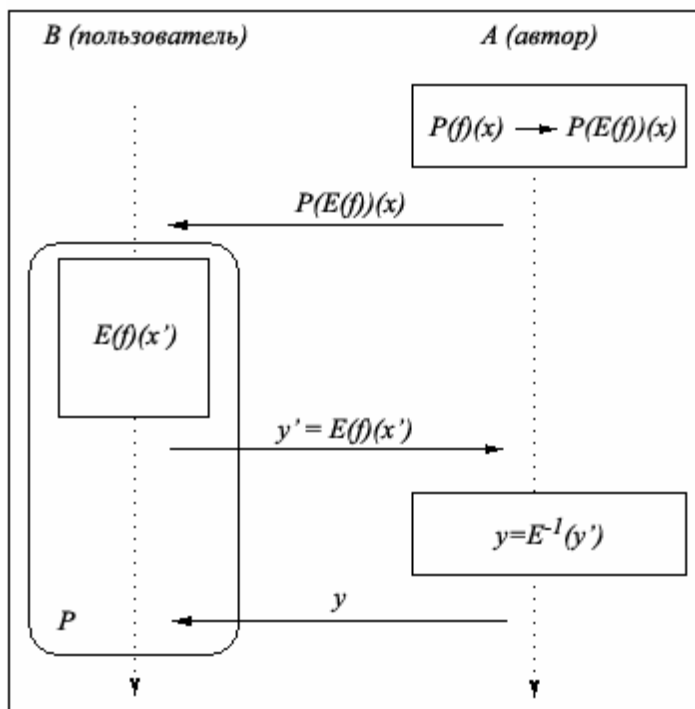 B (пользователь) A (автор)
P(f)(x) → P(E(f))(x)
P(E(f))(x)
E(f)(x’)
y’ = E(f)(x’)
y=E⁻¹(y’)
y
P